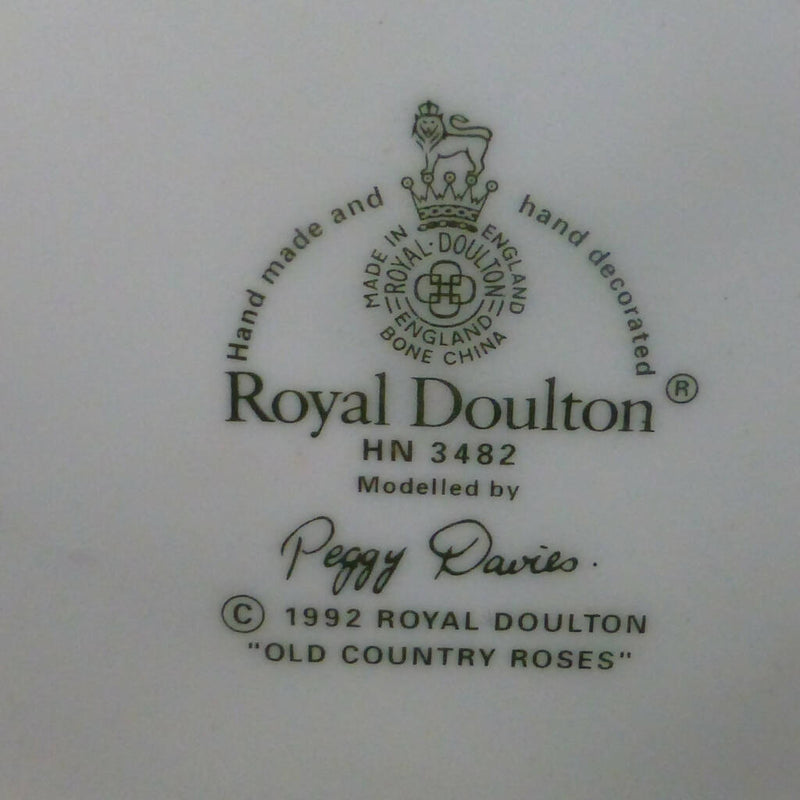 Hand made and hand decorated
MADE IN ENGLAND
ROYAL·DOULTON
ENGLAND
BONE CHINA
Royal Doulton ®
HN 3482
Modelled by
Peggy Davies.
© 1992 ROYAL DOULTON
"OLD COUNTRY ROSES"